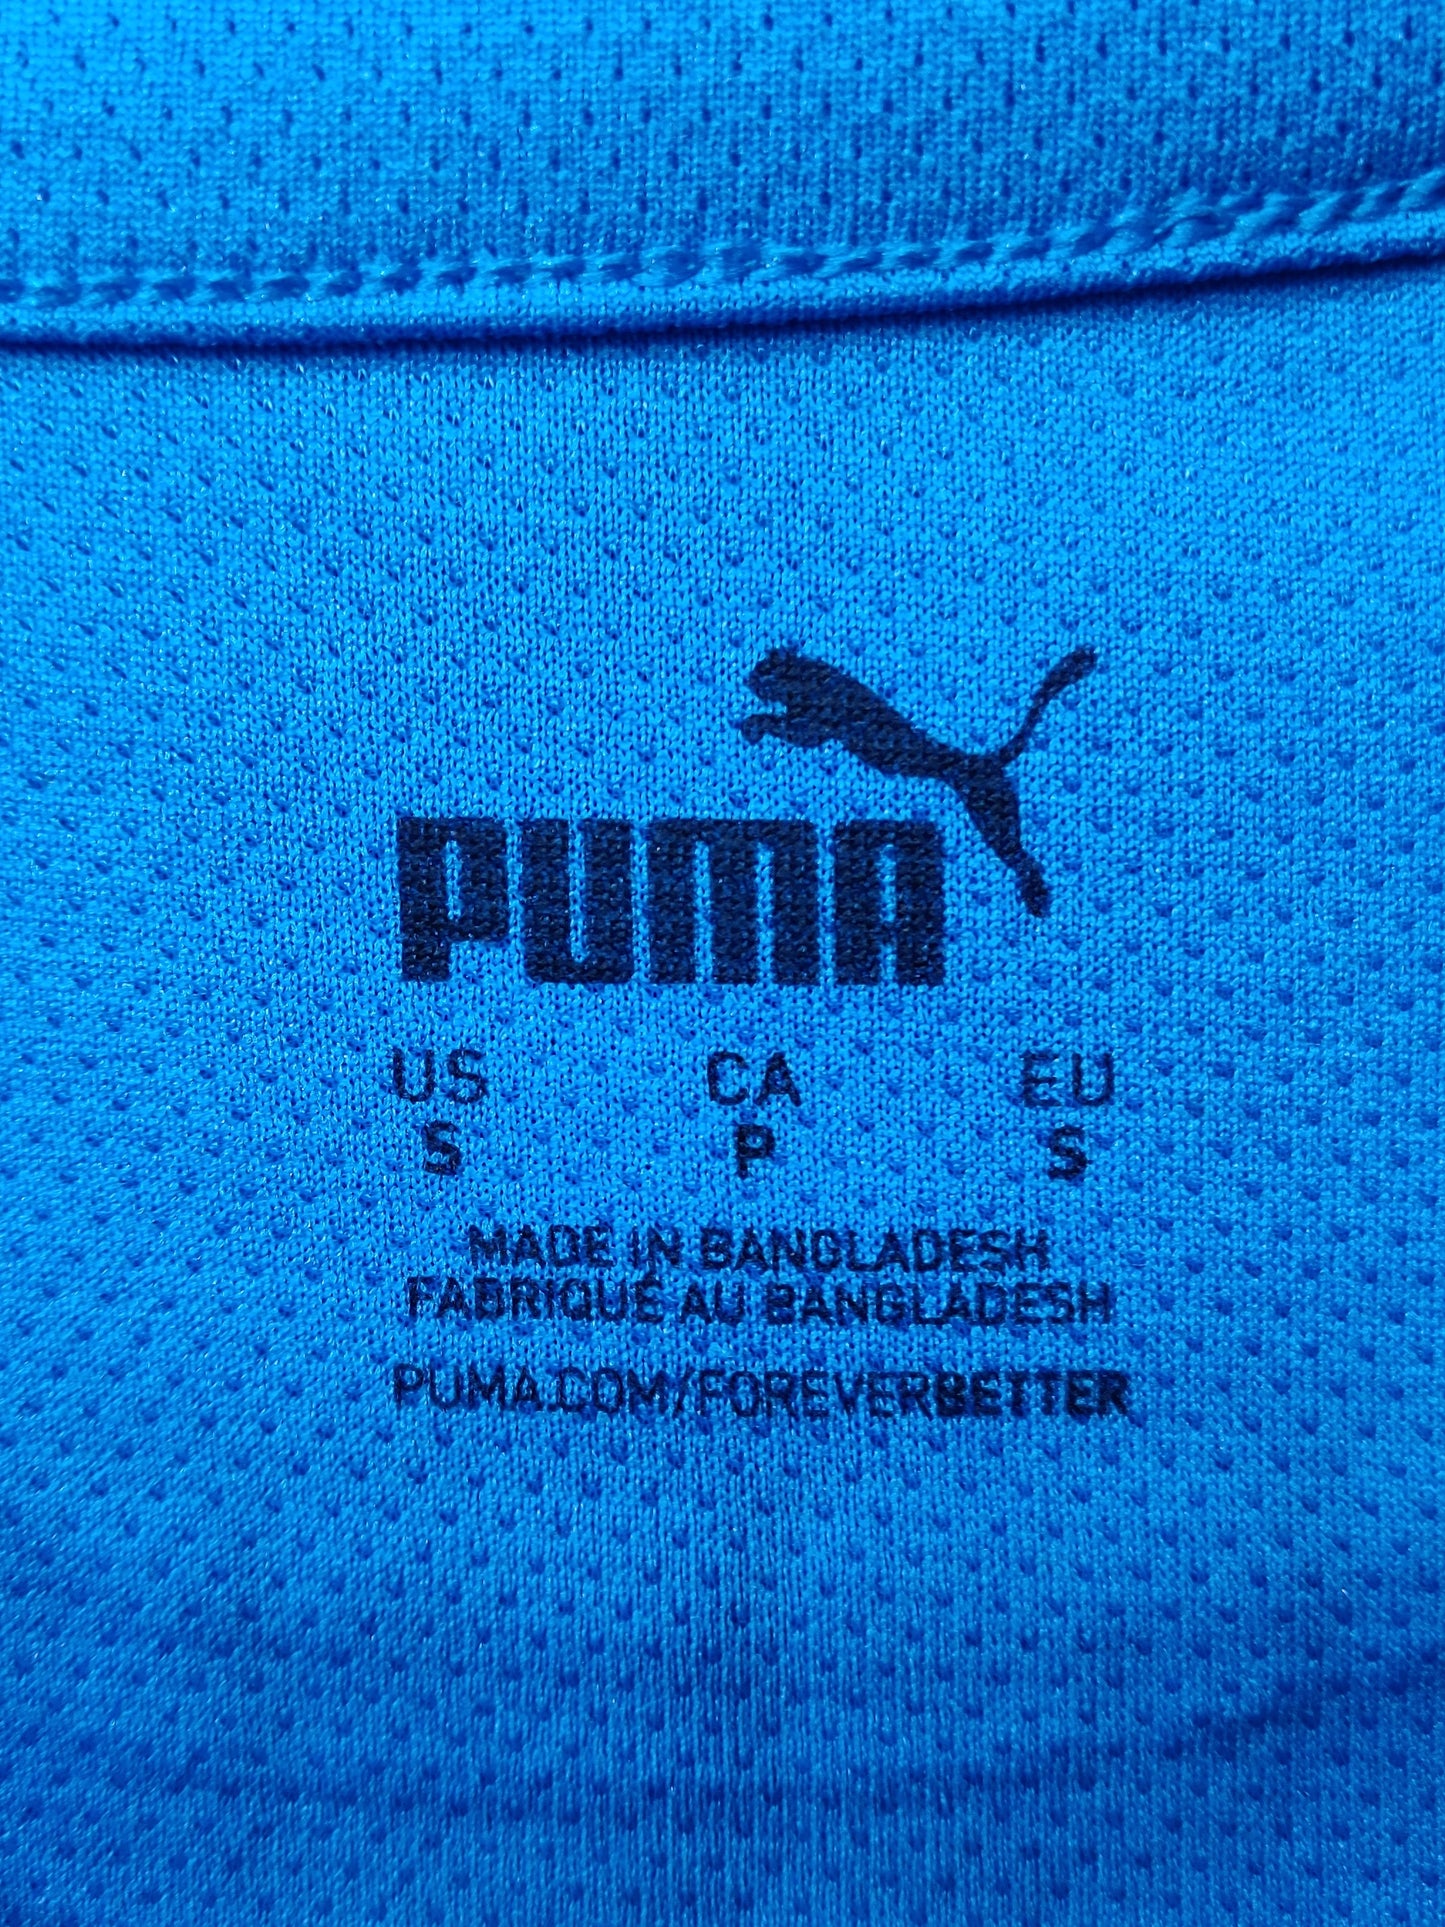 PUMA
US CA EU
S P S
MADE IN BANGLADESH
FABRIQUÉ AU BANGLADESH
PUMA.COM/FOREVERBETTER